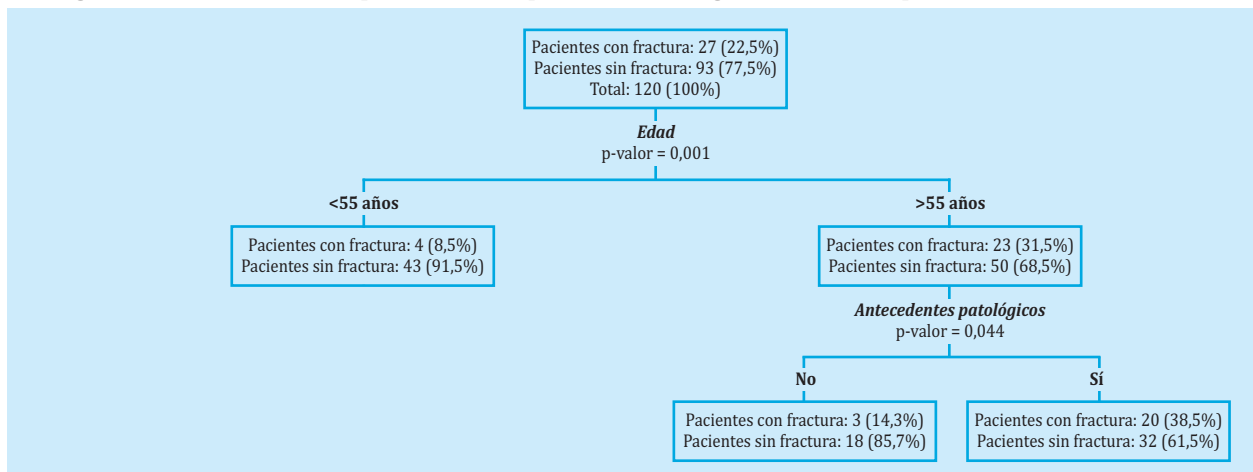 Pacientes con fractura: 27 (22,5%)
Pacientes sin fractura: 93 (77,5%)
Total: 120 (100%)
Edad
p-valor = 0,001
<55 años
>55 años
Pacientes con fractura: 4 (8,5%)
Pacientes sin fractura: 43 (91,5%)
Pacientes con fractura: 23 (31,5%)
Pacientes sin fractura: 50 (68,5%)
Antecedentes patológicos
p-valor = 0,044
No
Sí
Pacientes con fractura: 3 (14,3%)
Pacientes sin fractura: 18 (85,7%)
Pacientes con fractura: 20 (38,5%)
Pacientes sin fractura: 32 (61,5%)